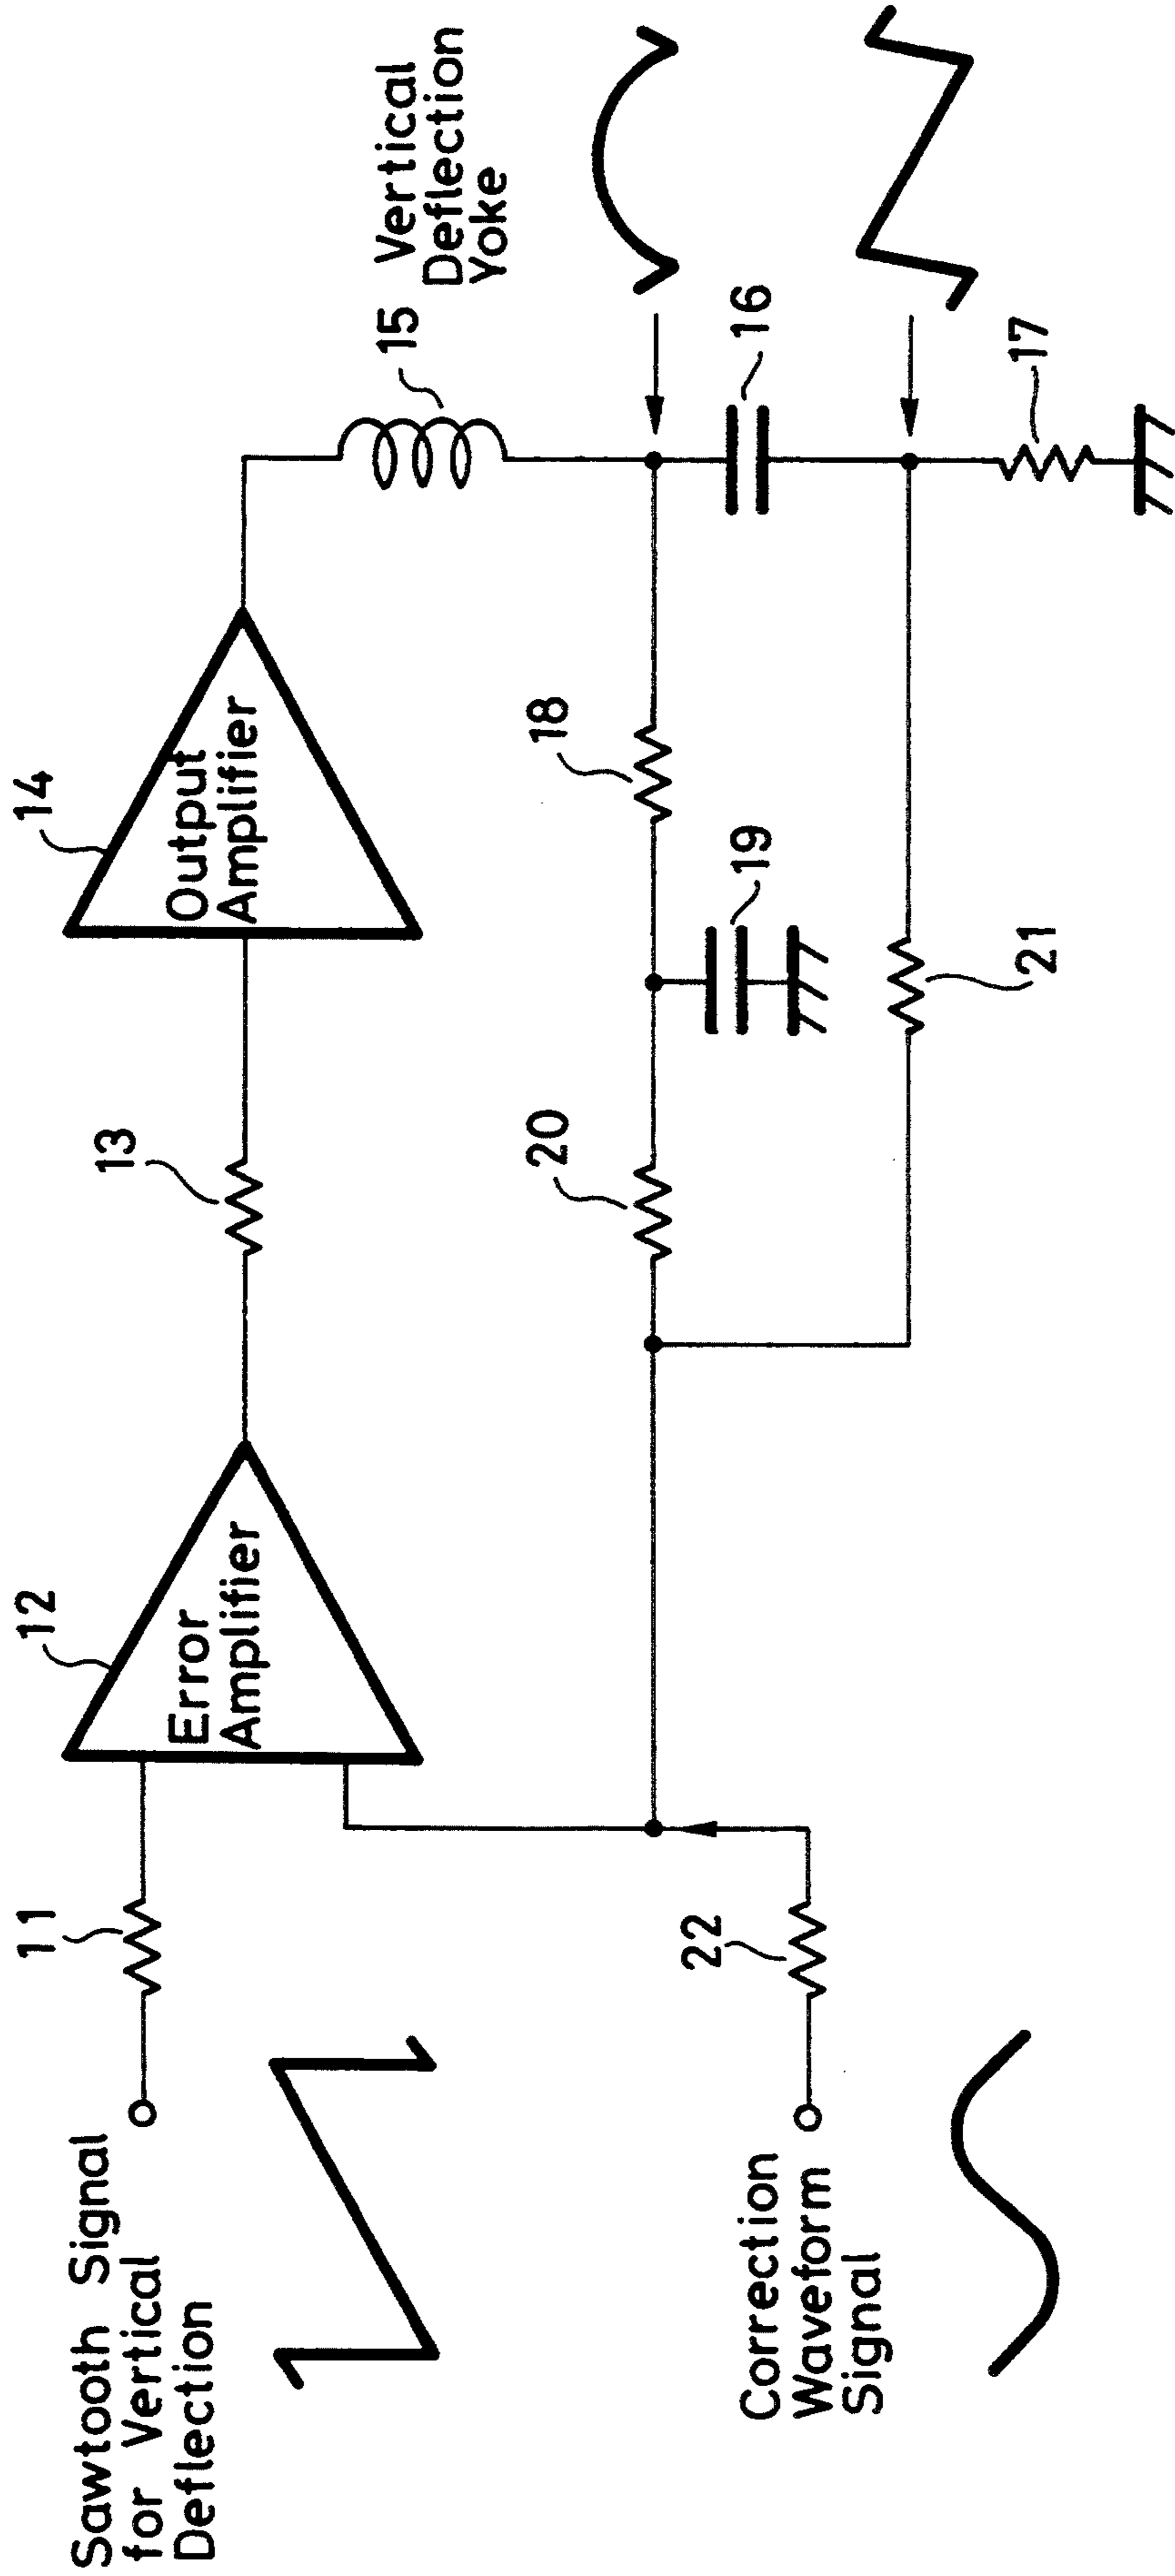 Sawtooth Signal
for Vertical
Deflection
11
12
Error
Amplifier
13
14
Output
Amplifier
15
Vertical
Deflection
Yoke
Correction
Waveform
Signal
22
20
18
19
16
21
17